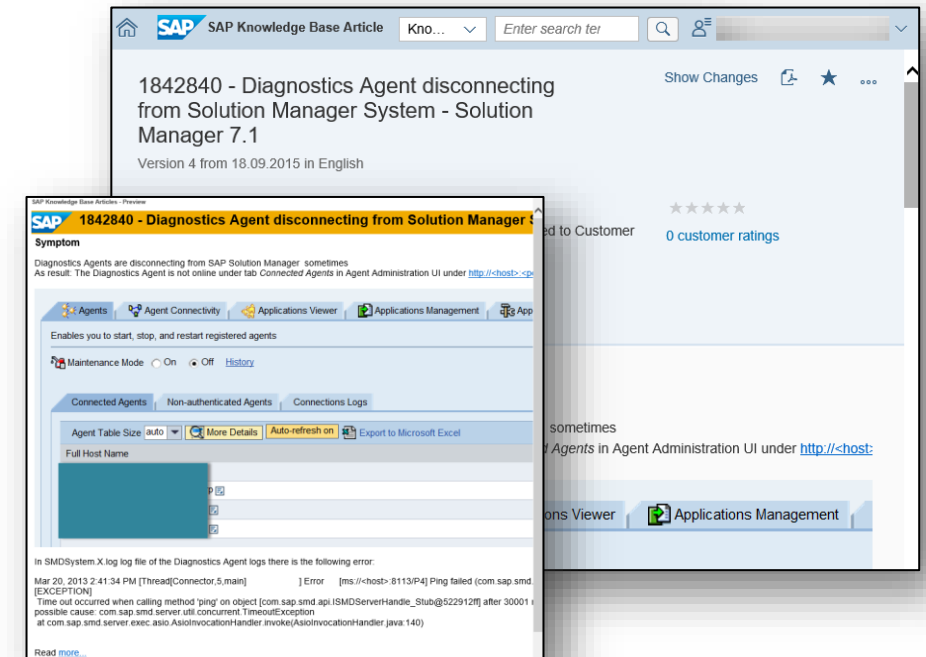 SAP SAP Knowledge Base Article Kno... Enter search ter
1842840 - Diagnostics Agent disconnecting
from Solution Manager System - Solution
Manager 7.1
Show Changes
Version 4 from 18.09.2015 in English
ed to Customer
0 customer ratings
sometimes
Agents in Agent Administration UI under http://<host:
ons Viewer Applications Management
SAP Knowledge Base Articles - Preview
SAP 1842840 - Diagnostics Agent disconnecting from Solution Manager S
Symptom
Diagnostics Agents are disconnecting from SAP Solution Manager sometimes
As result: The Diagnostics Agent is not online under tab Connected Agents in Agent Administration UI under http://<host>:<p
Agents Agent Connectivity Applications Viewer Applications Management App
Enables you to start, stop, and restart registered agents
Maintenance Mode On Off History
Connected Agents Non-authenticated Agents Connections Logs
Agent Table Size auto More Details Auto-refresh on Export to Microsoft Excel
Full Host Name
p
In SMDSystem.X.log log file of the Diagnostics Agent logs there is the following error:
Mar 20, 2013 2:41:34 PM [Thread[Connector,5,main] ] Error [ms://<host>:8113/P4] Ping failed (com.sap.smd.
[EXCEPTION]
Time out occurred when calling method 'ping' on object [com.sap.smd.api.ISMDServerHandle_Stub@522912ff] after 30001
possible cause: com.sap.smd.server.util.concurrent.TimeoutException
at com.sap.smd.server.exec.asio.AsioInvocationHandler.invoke(AsioInvocationHandler.java:140)
Read more...